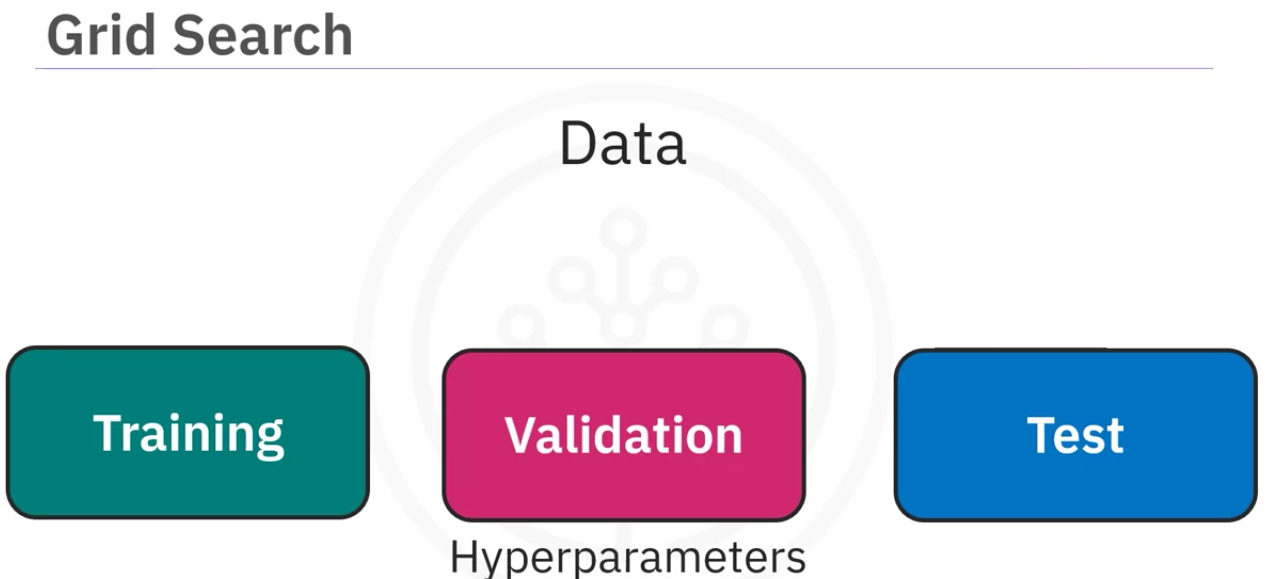 Grid Search
Data
Training
Validation
Test
Hyperparameters